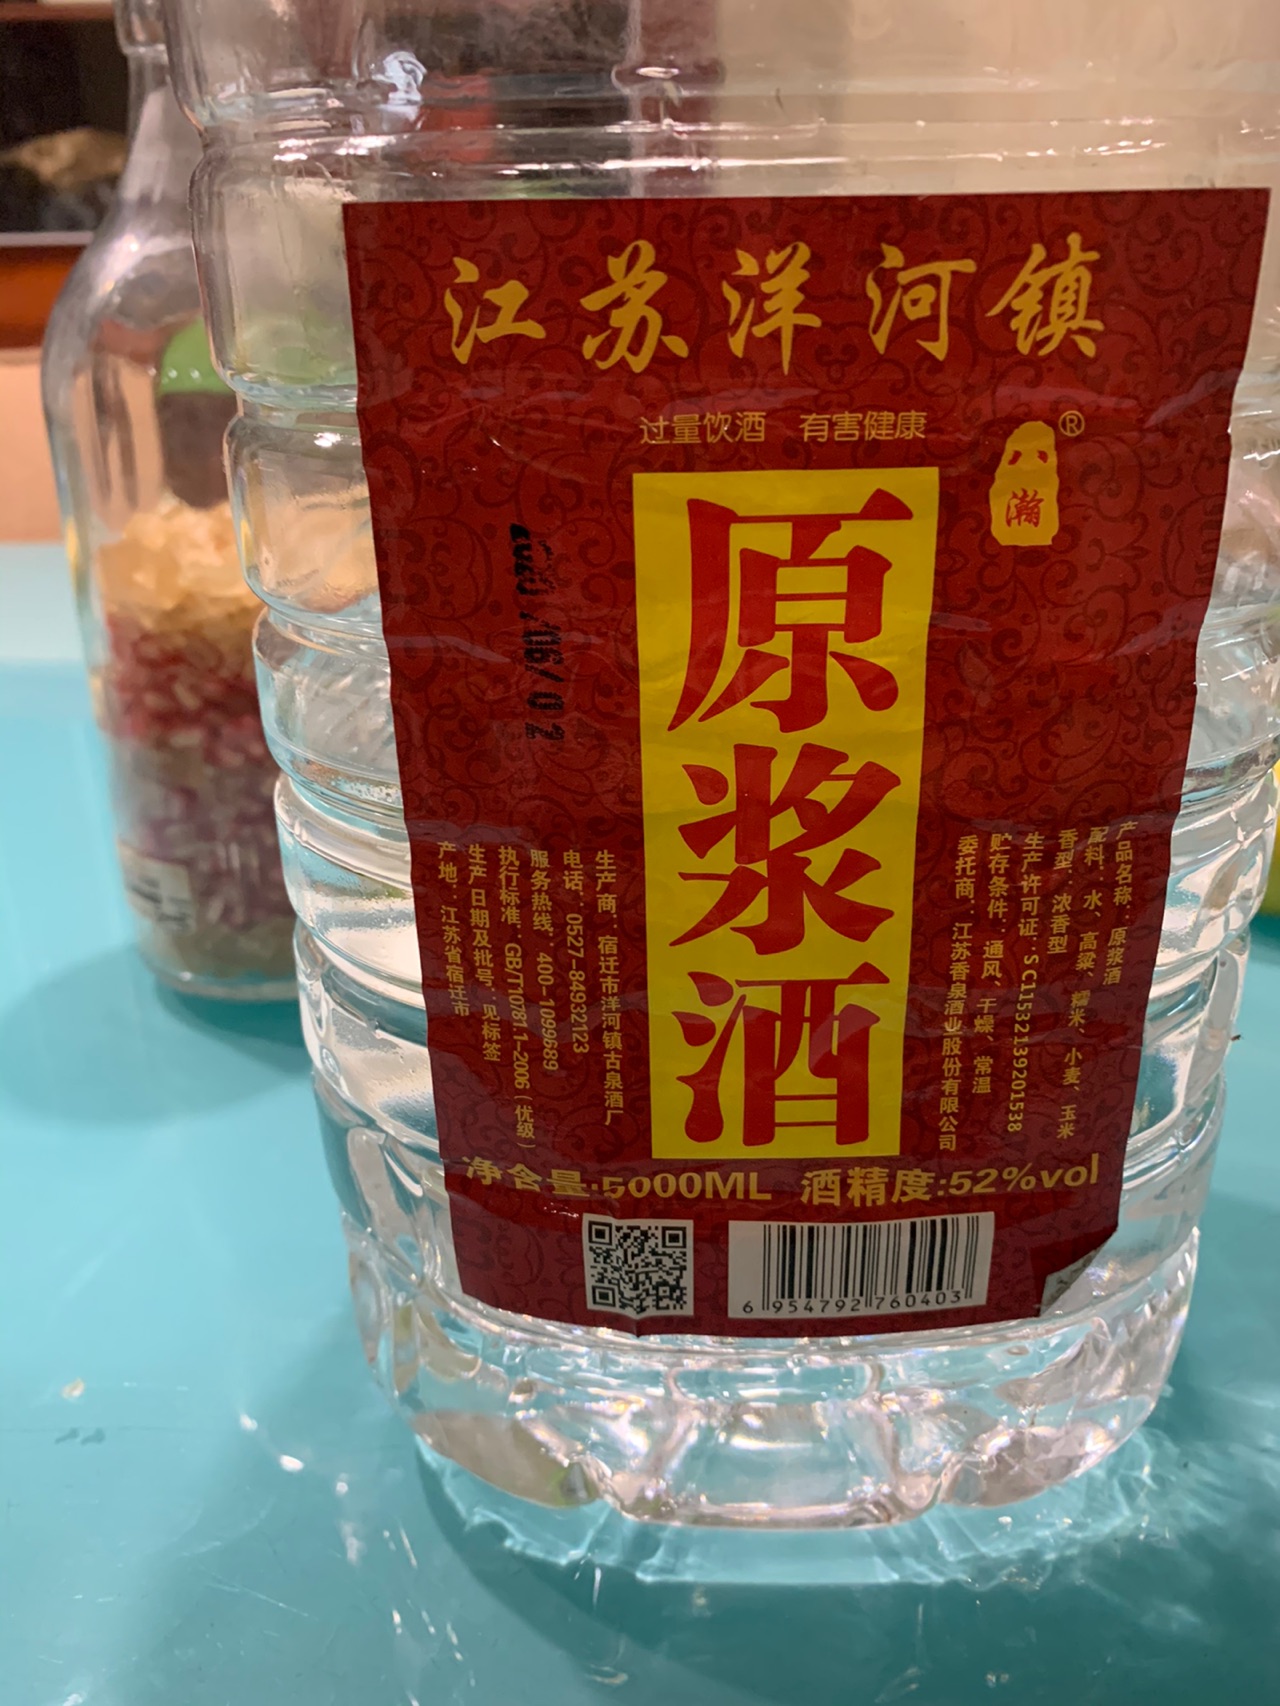 江苏洋河镇
过量饮酒 有害健康
八瀚®
原浆酒
产品名称：原浆酒
配料：水、高粱、糯米、小麦、玉米
香型：浓香型
生产许可证：SC11532139201538
贮存条件：通风、干燥、常温
委托商：江苏香泉酒业股份有限公司
生产商：宿迁市洋河镇古泉酒厂
电话：0527-84932123
服务热线：400-1099689
执行标准：GB/T10781.1-2006（优级）
生产日期及批号：见标签
产地：江苏省宿迁市
净含量:5000ML 酒精度:52%vol
6 954792 760403